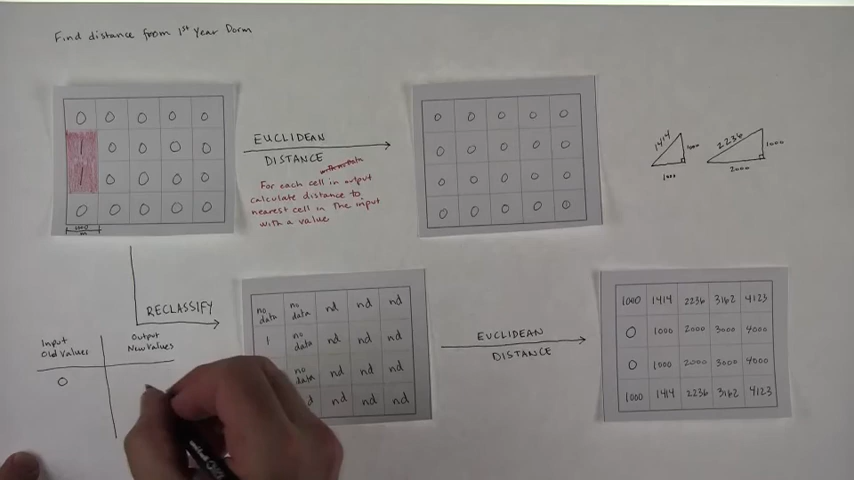 Find distance from 1st Year Dorm
0 0 0 0 0
1 0 0 0 0
1 0 0 0 0
0 0 0 0 0
1000
m
EUCLIDEAN
DISTANCE
For each cell in output
calculate distance to
nearest cell in the input
with a value
0 0 0 0 0
0 0 0 0 0
0 0 0 0 0
0 0 0 0 0
1414
1000
1000
2236
1000
2000
RECLASSIFY
Input
Old Values
Output
New Values
0
no data no data nd nd nd
1 no data nd nd nd
no data nd nd nd
d nd nd nd
EUCLIDEAN
DISTANCE
1000 1414 2236 3162 4123
0 1000 2000 3000 4000
0 1000 2000 3000 4000
1000 1414 2236 3162 4123